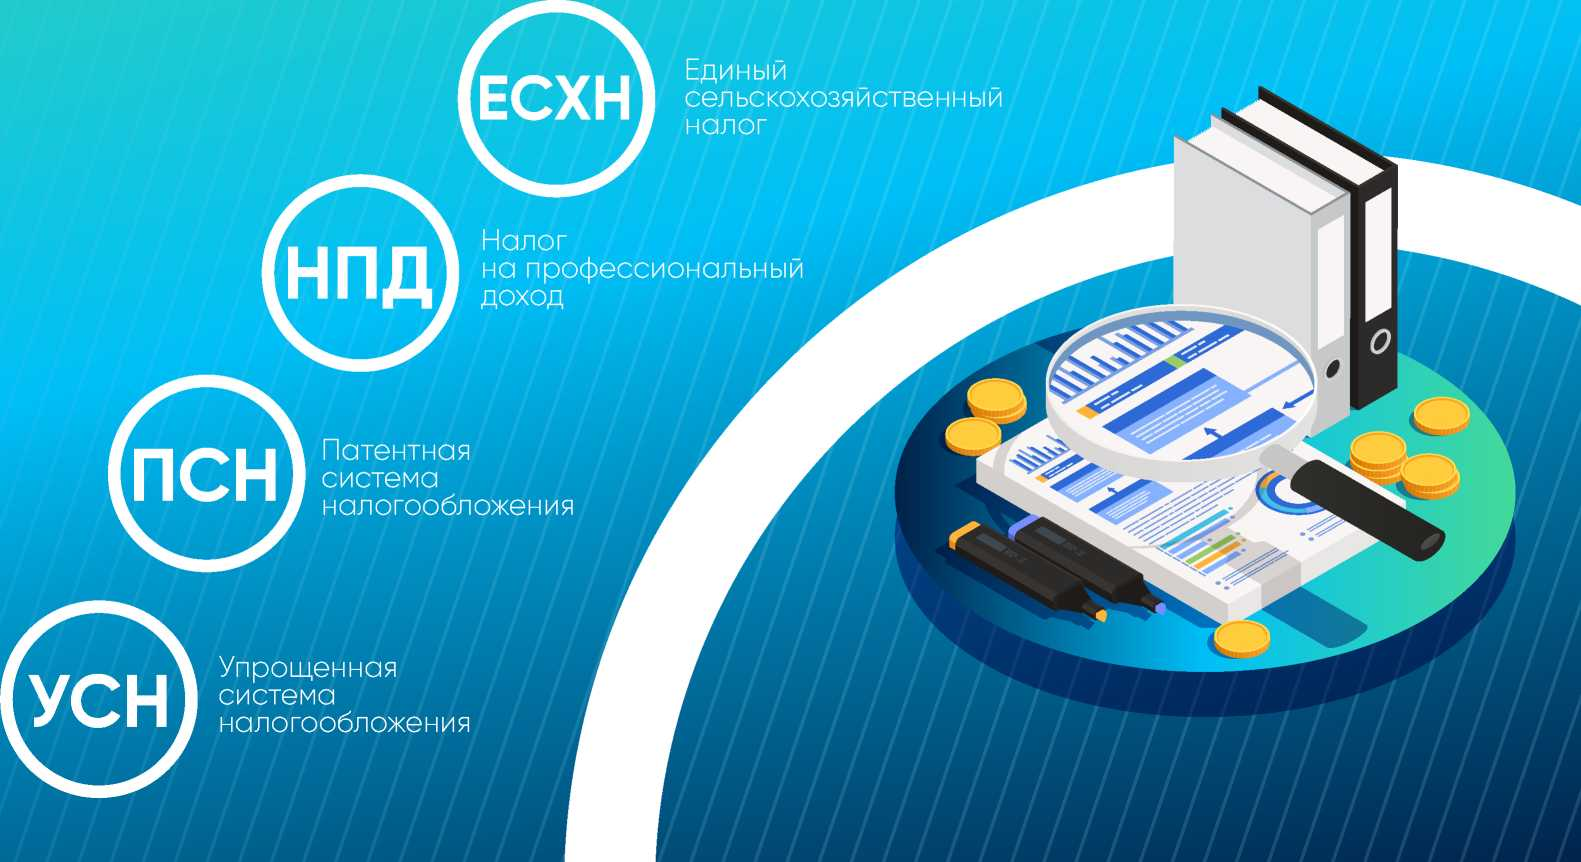 ЕСХН
Единый
сельскохозяйственный
налог
НПД
Налог
на профессиональный
доход
ПСН
Патентная
система
налогообложения
УСН
Упрощенная
система
налогообложения